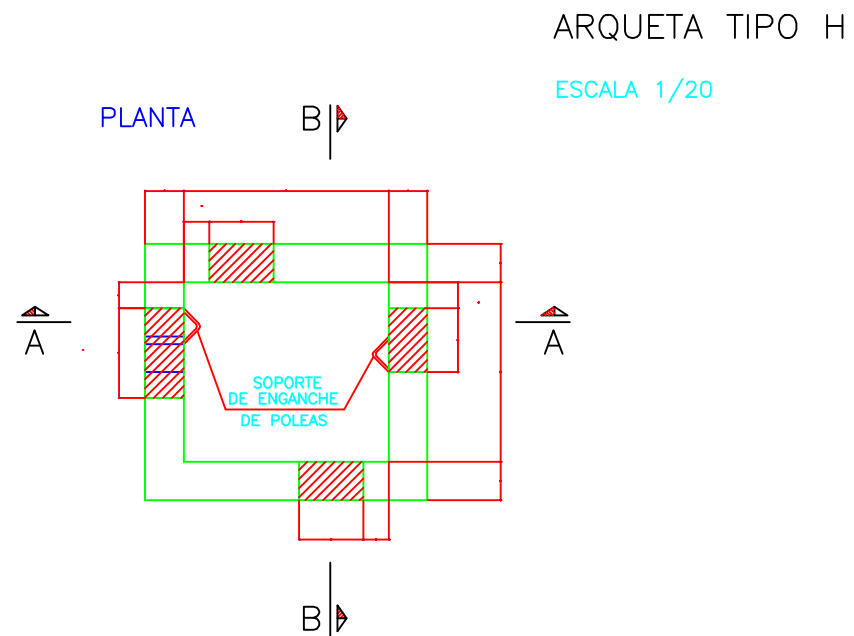 ARQUETA TIPO H
ESCALA 1/20
PLANTA
B
A
A
SOPORTE
DE ENGANCHE
DE POLEAS
B